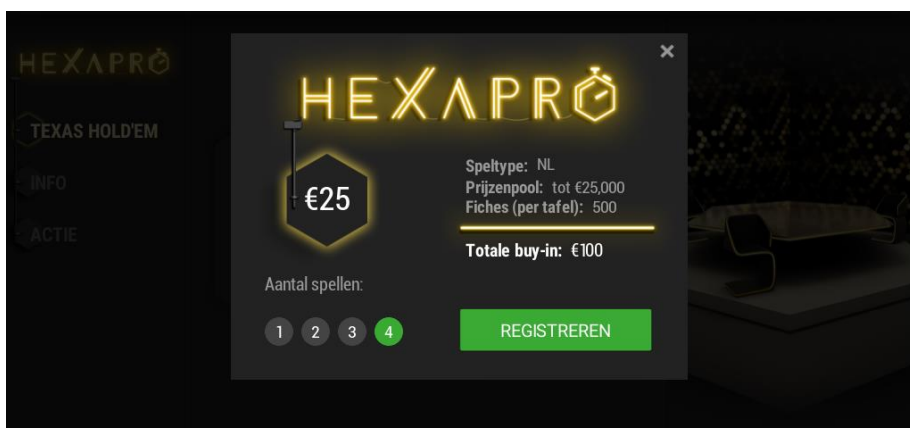 HEXAPRO
TEXAS HOLD'EM
INFO
ACTIE
×
HEXAPRO
€25
Speltype: NL
Prijzenpool: tot €25,000
Fiches (per tafel): 500
Totale buy-in: €100
Aantal spellen:
1 2 3 4
REGISTREREN